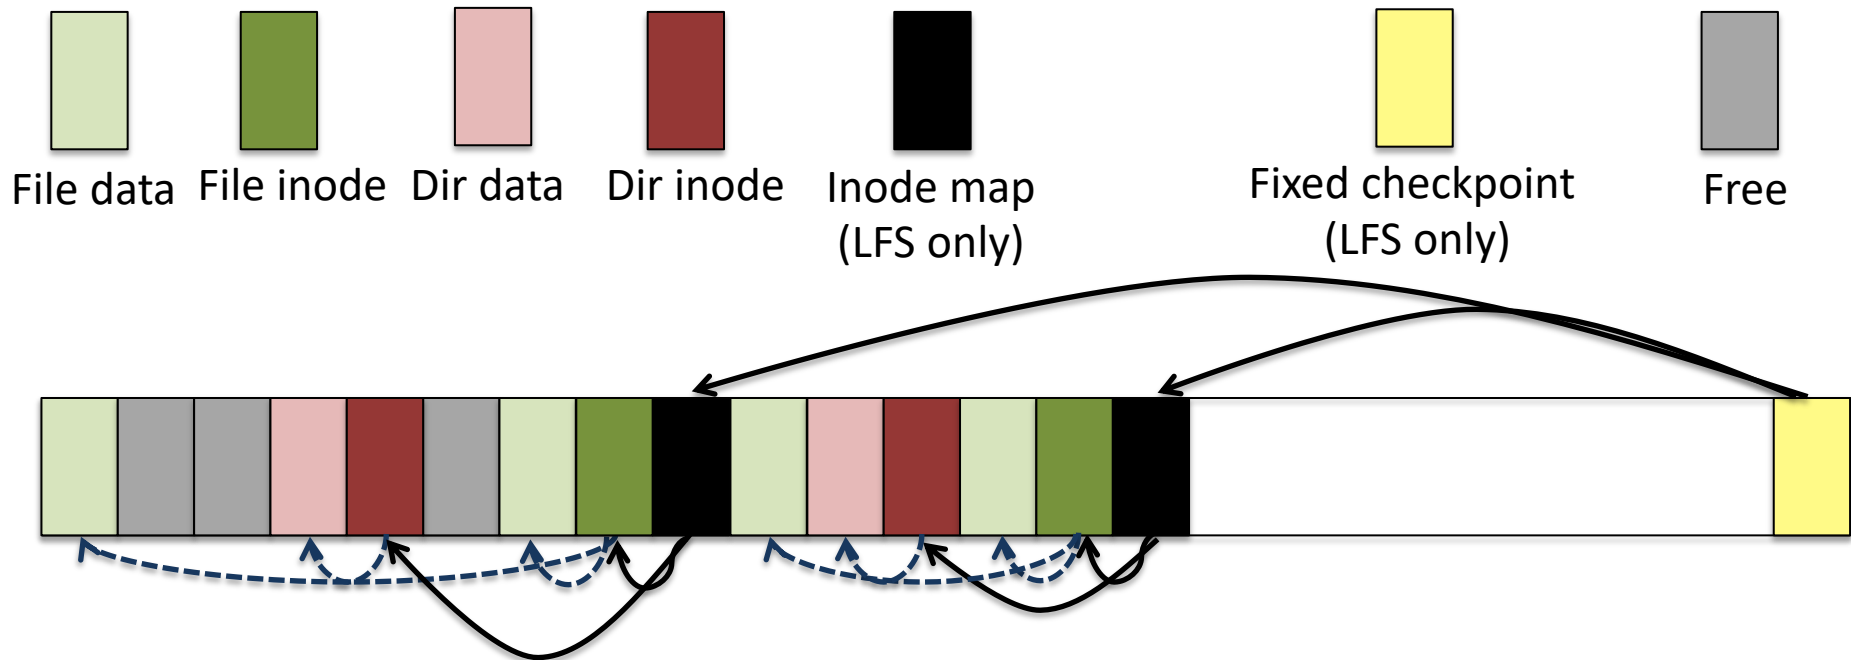 File data
File inode
Dir data
Dir inode
Inode map
(LFS only)
Fixed checkpoint
(LFS only)
Free